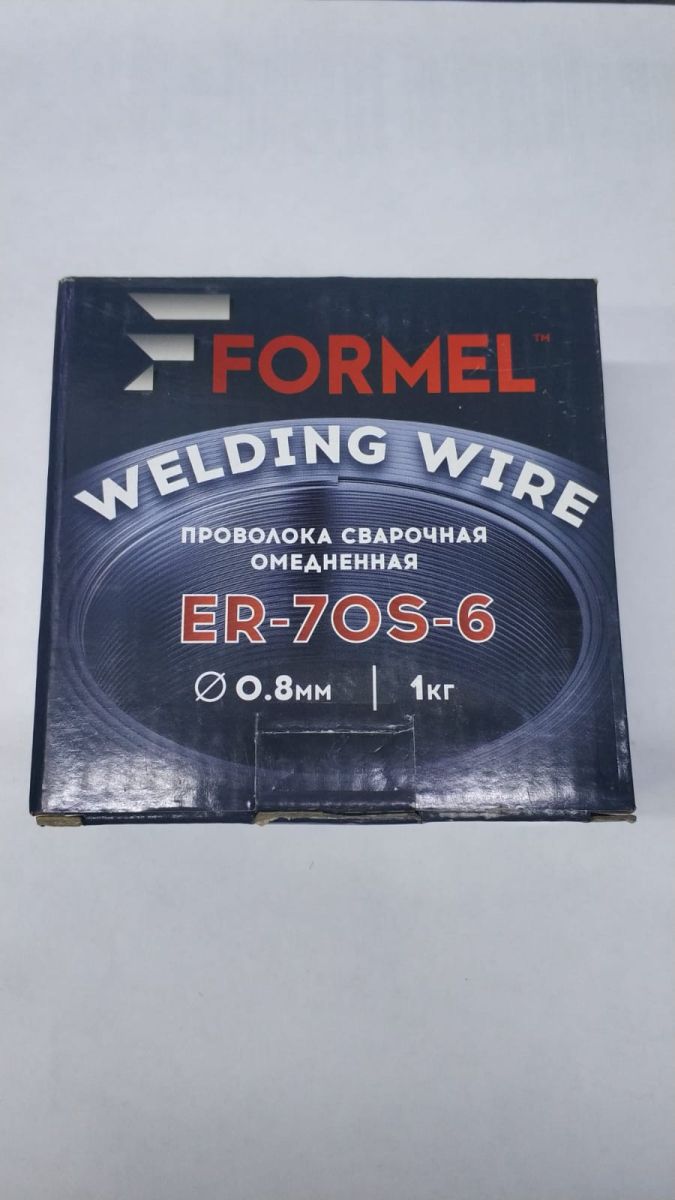 FORMEL™
WELDING WIRE
ПРОВОЛОКА СВАРОЧНАЯ
ОМЕДНЕННАЯ
ER-70S-6
Ø 0.8мм | 1кг